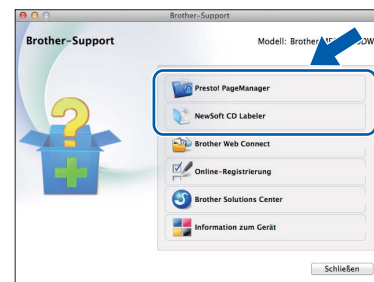 Brother-Support
Brother-Support
Modell: Brother
Presto! PageManager
NewSoft CD Labeler
Brother Web Connect
Online-Registrierung
Brother Solutions Center
Information zum Gerät
Schließen